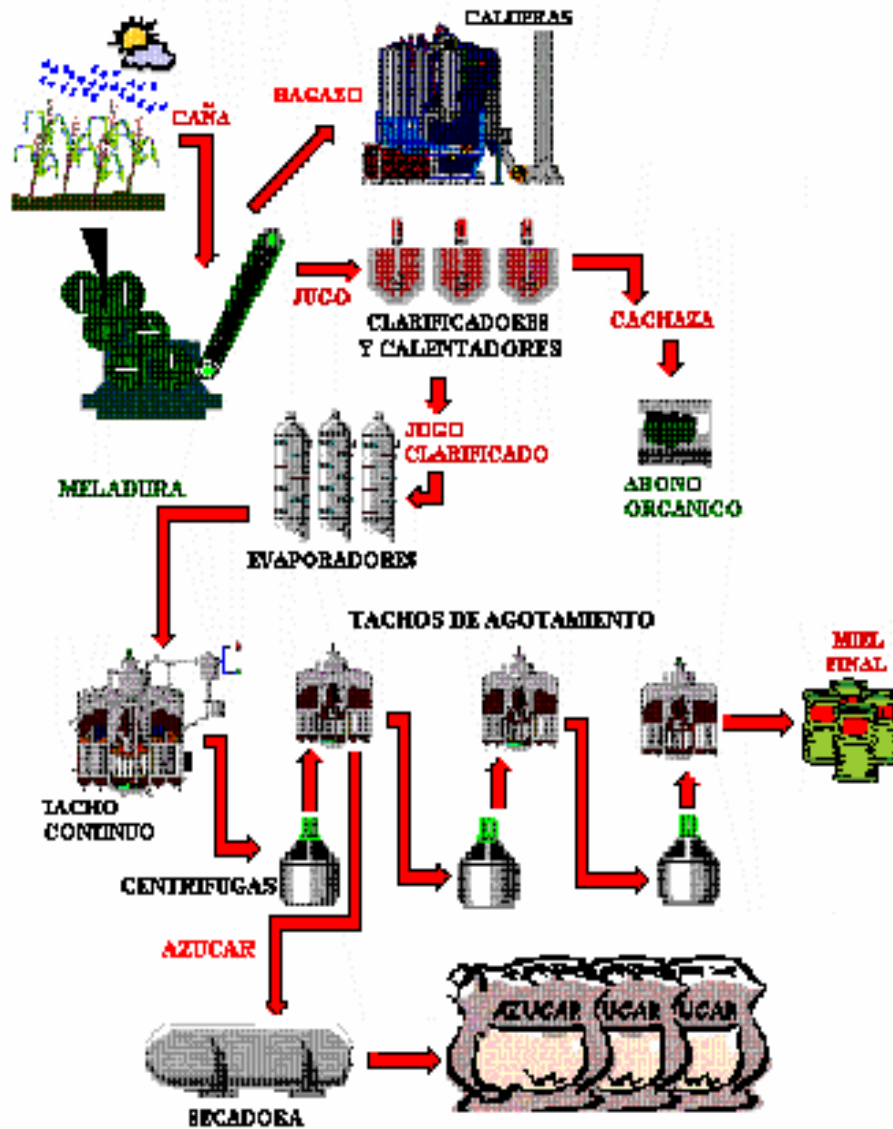 CALDERAS
BAGAZO
CAÑA
JUGO
CLARIFICADORES
Y CALENTADORES
CACHAZA
JUGO
CLARIFICADO
ABONO
ORGANICO
MELADURA
EVAPORADORES
TACHOS DE AGOTAMIENTO
MIEL
FINAL
TACHO
CONTINUO
CENTRIFUGAS
AZUCAR
AZUCAR
UCAR
UCAR
SECADORA